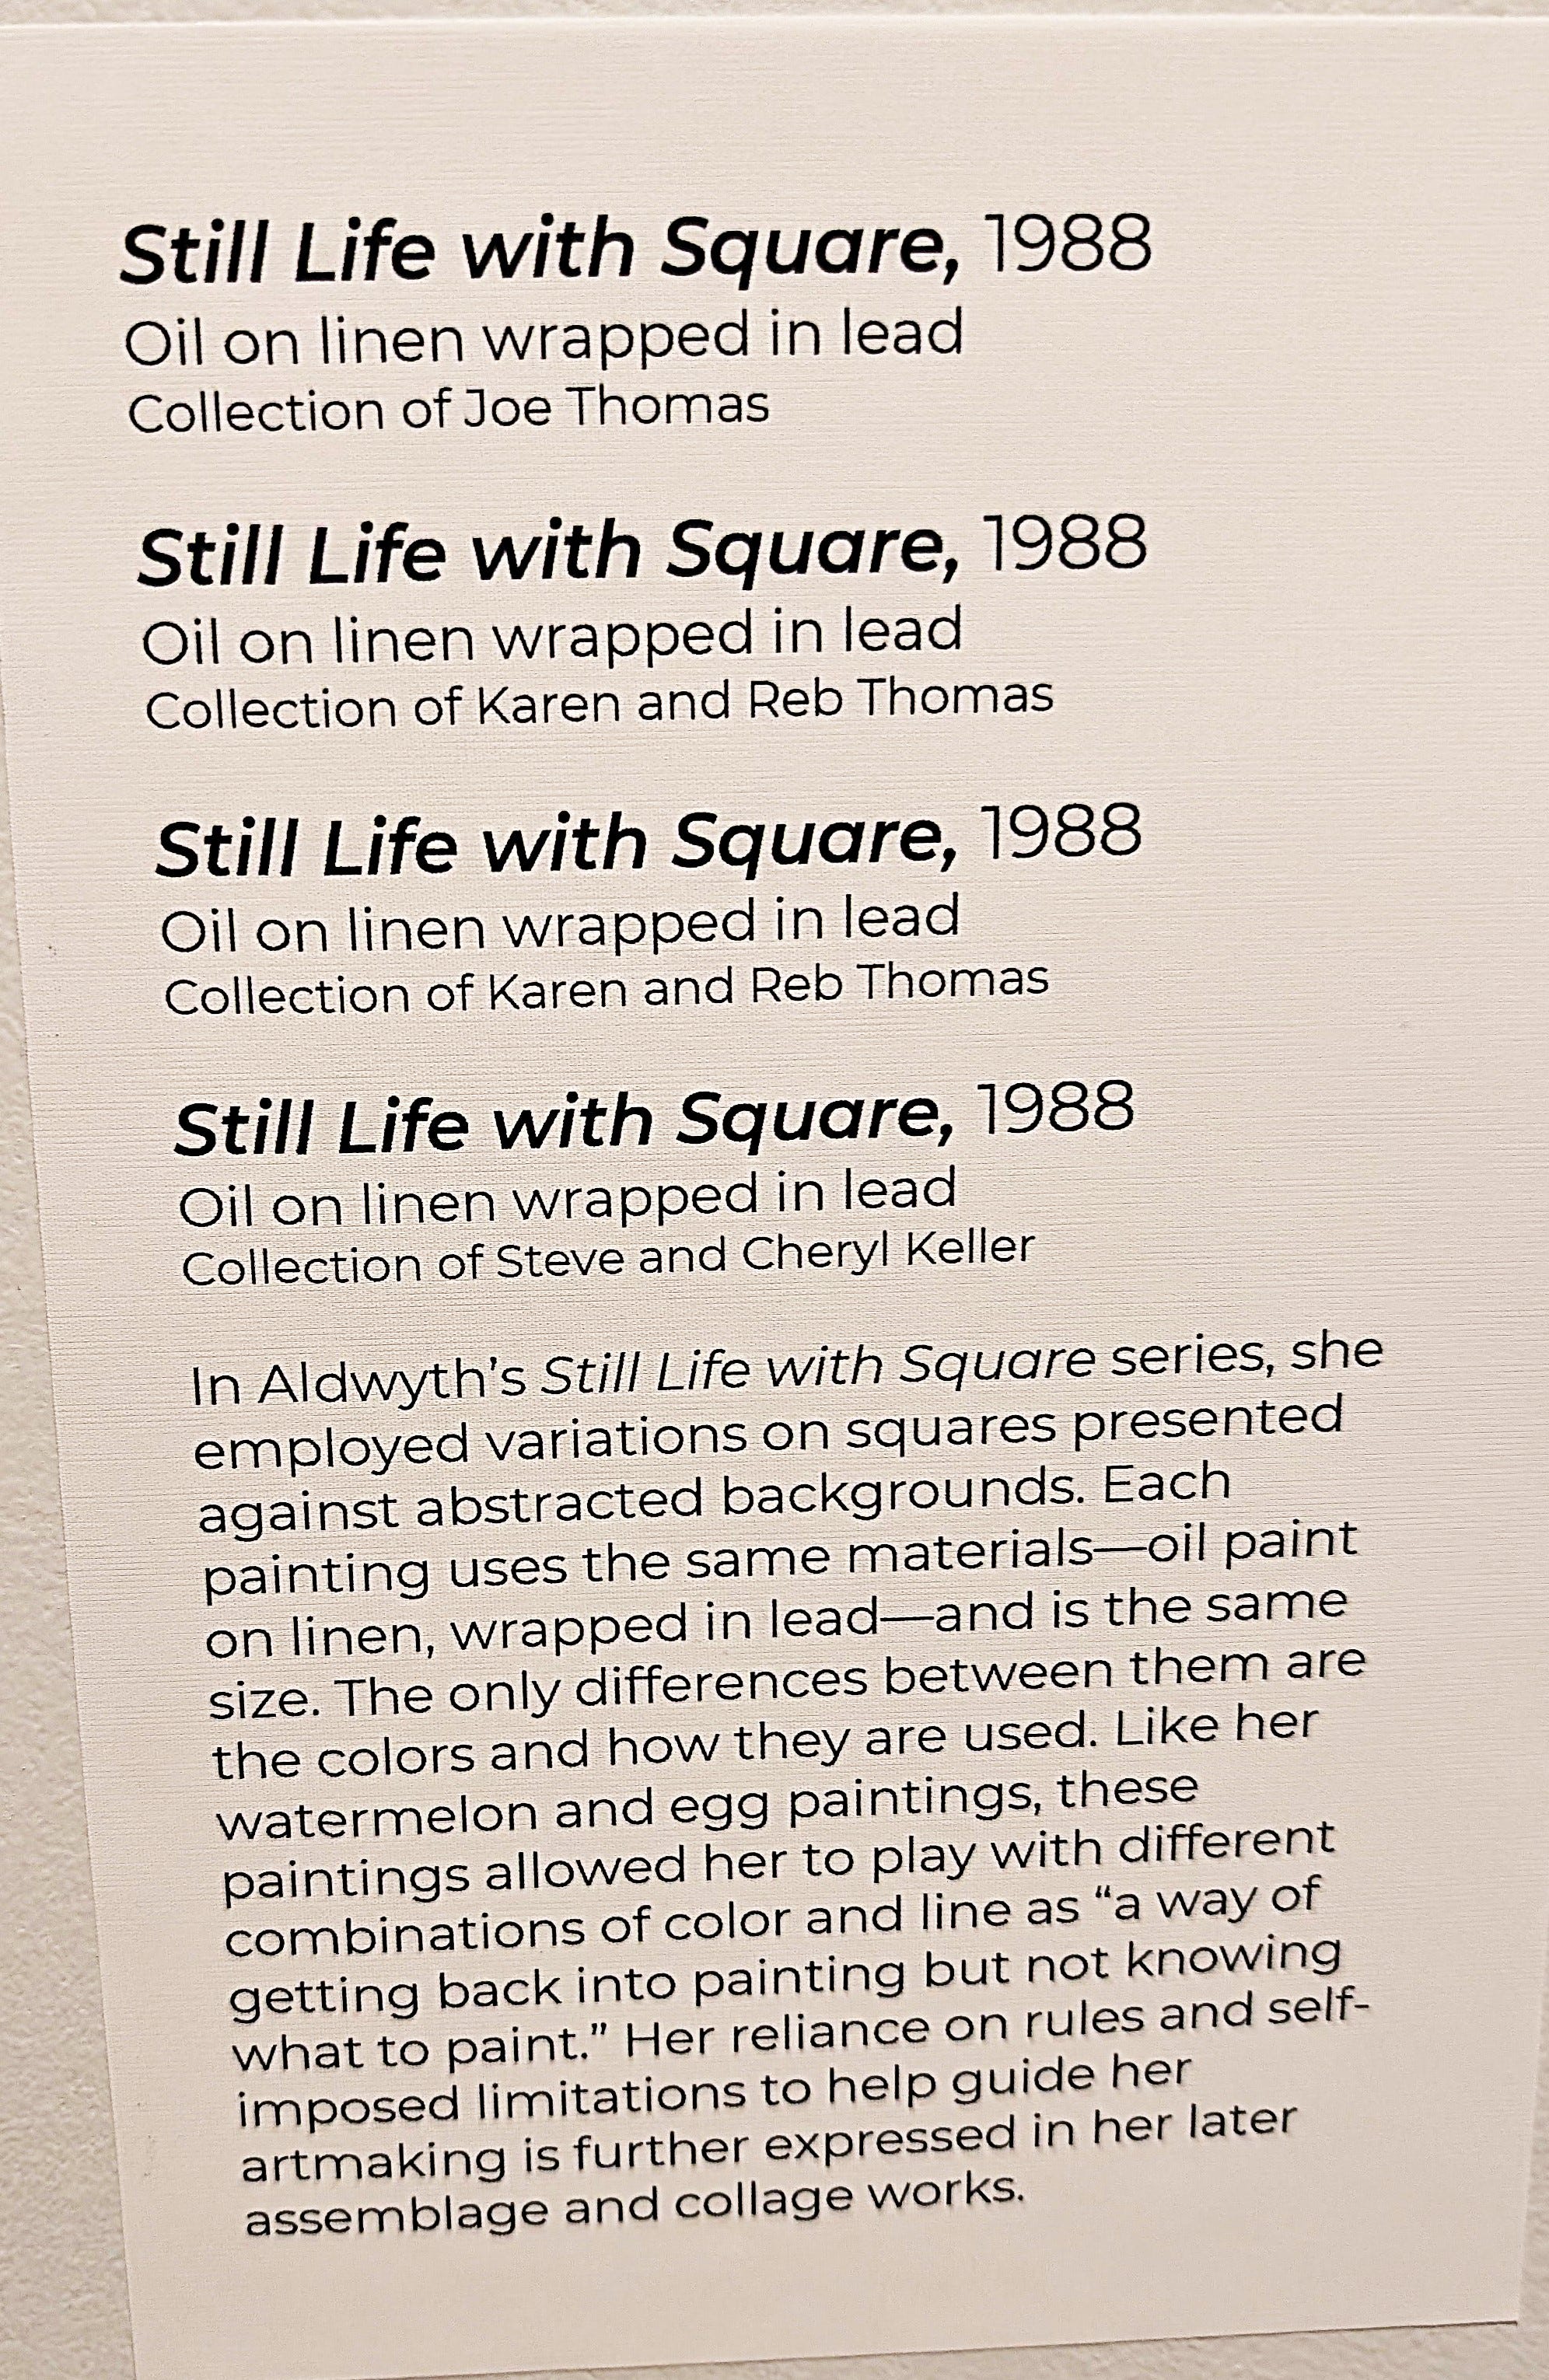 Still Life with Square, 1988
Oil on linen wrapped in lead
Collection of Joe Thomas
Still Life with Square, 1988
Oil on linen wrapped in lead
Collection of Karen and Reb Thomas
Still Life with Square, 1988
Oil on linen wrapped in lead
Collection of Karen and Reb Thomas
Still Life with Square, 1988
Oil on linen wrapped in lead
Collection of Steve and Cheryl Keller
In Aldwyth's Still Life with Square series, she
employed variations on squares presented
against abstracted backgrounds. Each
painting uses the same materials—oil paint
on linen, wrapped in lead—and is the same
size. The only differences between them are
the colors and how they are used. Like her
watermelon and egg paintings, these
paintings allowed her to play with different
combinations of color and line as “a way of
getting back into painting but not knowing
what to paint.” Her reliance on rules and self-
imposed limitations to help guide her
artmaking is further expressed in her later
assemblage and collage works.